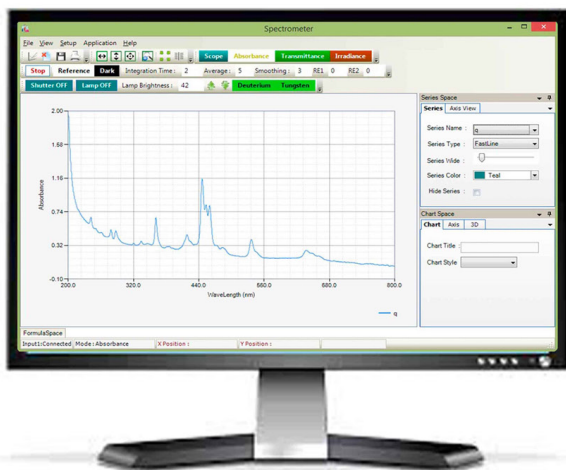 Spectrometer
File View Setup Application Help
Scope Absorbance Transmittance Irradiance
Stop Reference Dark Integration Time : 2 Average : 5 Smoothing : 3 RE1 0 RE2 0
Shutter OFF Lamp OFF Lamp Brightness : 42 Deuterium Tungsten
Series Space
Series Axis View
Series Name : q
Series Type : FastLine
Series Wide :
Series Color : Teal
Hide Series :
Chart Space
Chart Axis 3D
Chart Title
Chart Style
2.00
1.68
1.16
0.74
0.32
-0.10
Absorbance
200.0 320.0 440.0 560.0 680.0 800.0
WaveLength (nm)
q
FormulaSpace
Input1:Connected Mode : Absorbance X Position : Y Position :